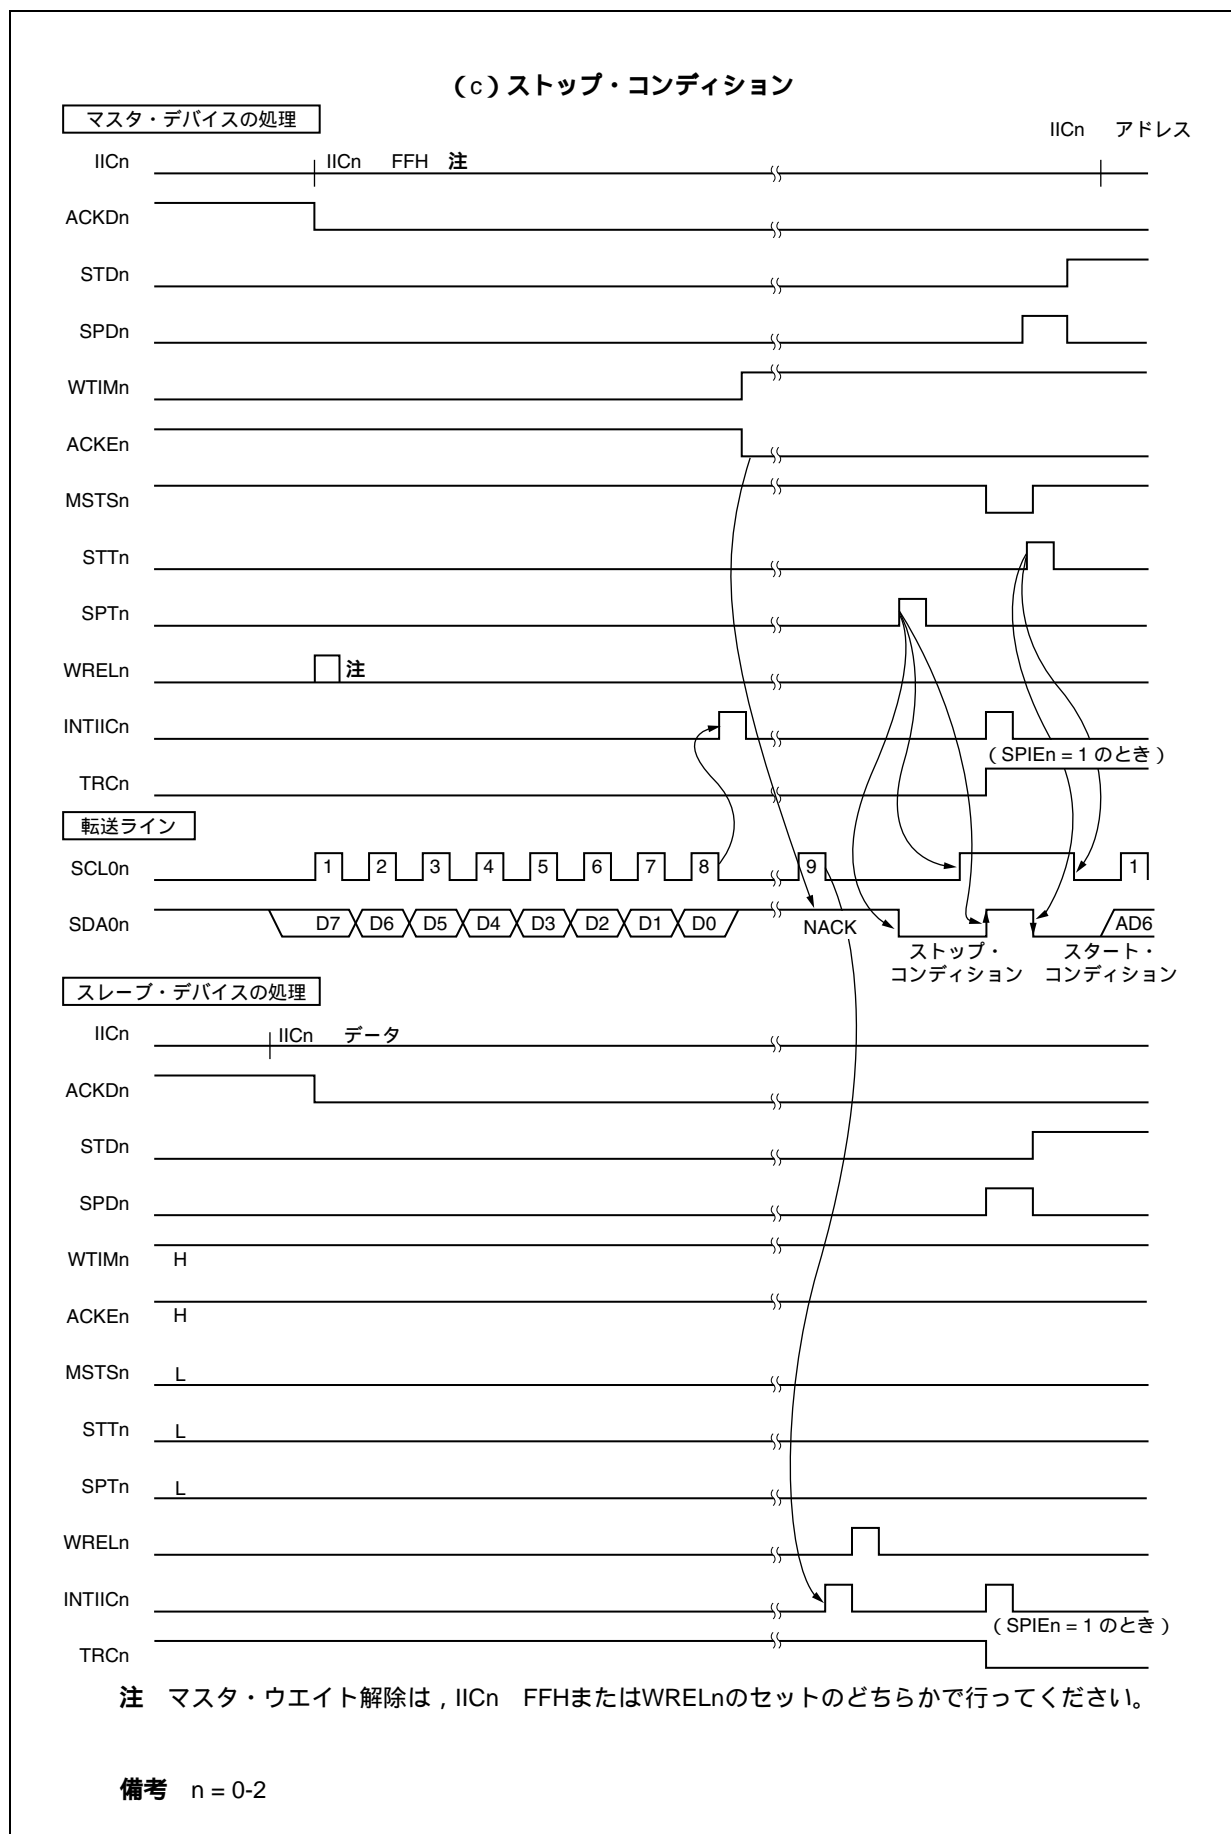 （c）ストップ・コンディション
マスタ・デバイスの処理
IICn アドレス
IICn
IICn FFH 注
ACKDn
STDn
SPDn
WTIMn
ACKEn
MSTSn
STTn
SPTn
WRELn 注
INTIICn
（SPIEn = 1 のとき）
TRCn
転送ライン
SCL0n 1 2 3 4 5 6 7 8 9 1
SDA0n D7 D6 D5 D4 D3 D2 D1 D0 NACK AD6
ストップ・ スタート・
コンディション コンディション
スレーブ・デバイスの処理
IICn IICn データ
ACKDn
STDn
SPDn
WTIMn H
ACKEn H
MSTSn L
STTn L
SPTn L
WRELn
INTIICn
（SPIEn = 1 のとき）
TRCn
注 マスタ・ウエイト解除は，IICn FFHまたはWRELnのセットのどちらかで行ってください。
備考 n = 0-2